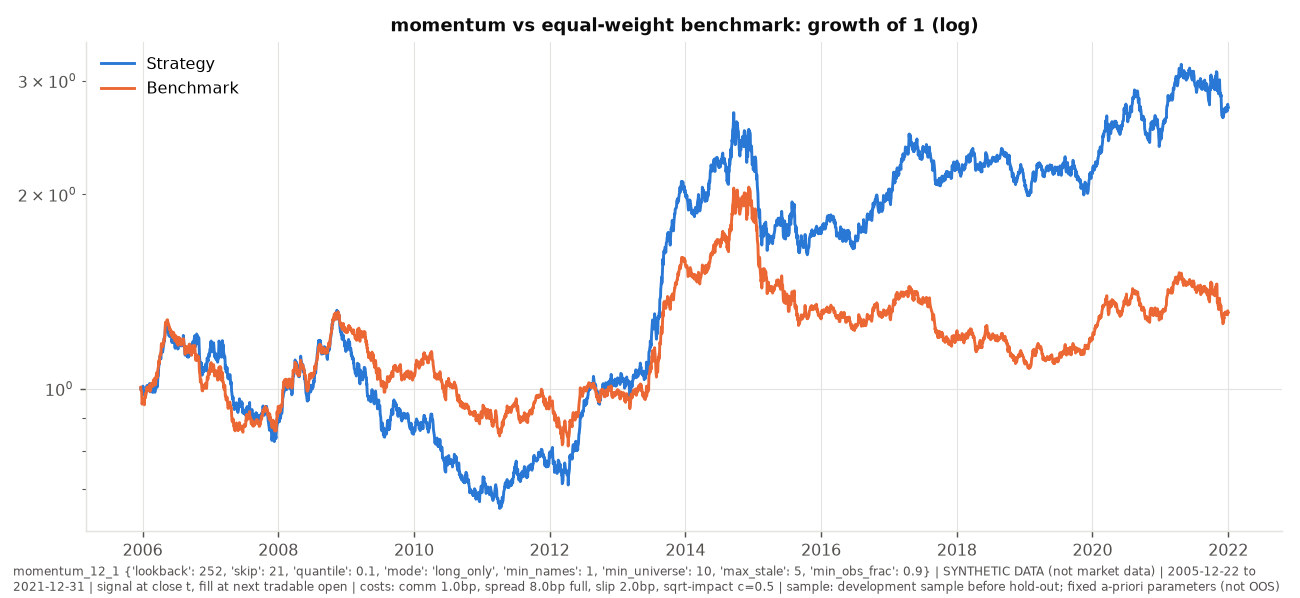 momentum vs equal-weight benchmark: growth of 1 (log)
Strategy
Benchmark
3 × 10⁰
2 × 10⁰
10⁰
2006 2008 2010 2012 2014 2016 2018 2020 2022
momentum_12_1 {'lookback': 252, 'skip': 21, 'quantile': 0.1, 'mode': 'long_only', 'min_names': 1, 'min_universe': 10, 'max_stale': 5, 'min_obs_frac': 0.9} | SYNTHETIC DATA (not market data) | 2005-12-22 to
2021-12-31 | signal at close t, fill at next tradable open | costs: comm 1.0bp, spread 8.0bp full, slip 2.0bp, sqrt-impact c=0.5 | sample: development sample before hold-out; fixed a-priori parameters (not OOS)